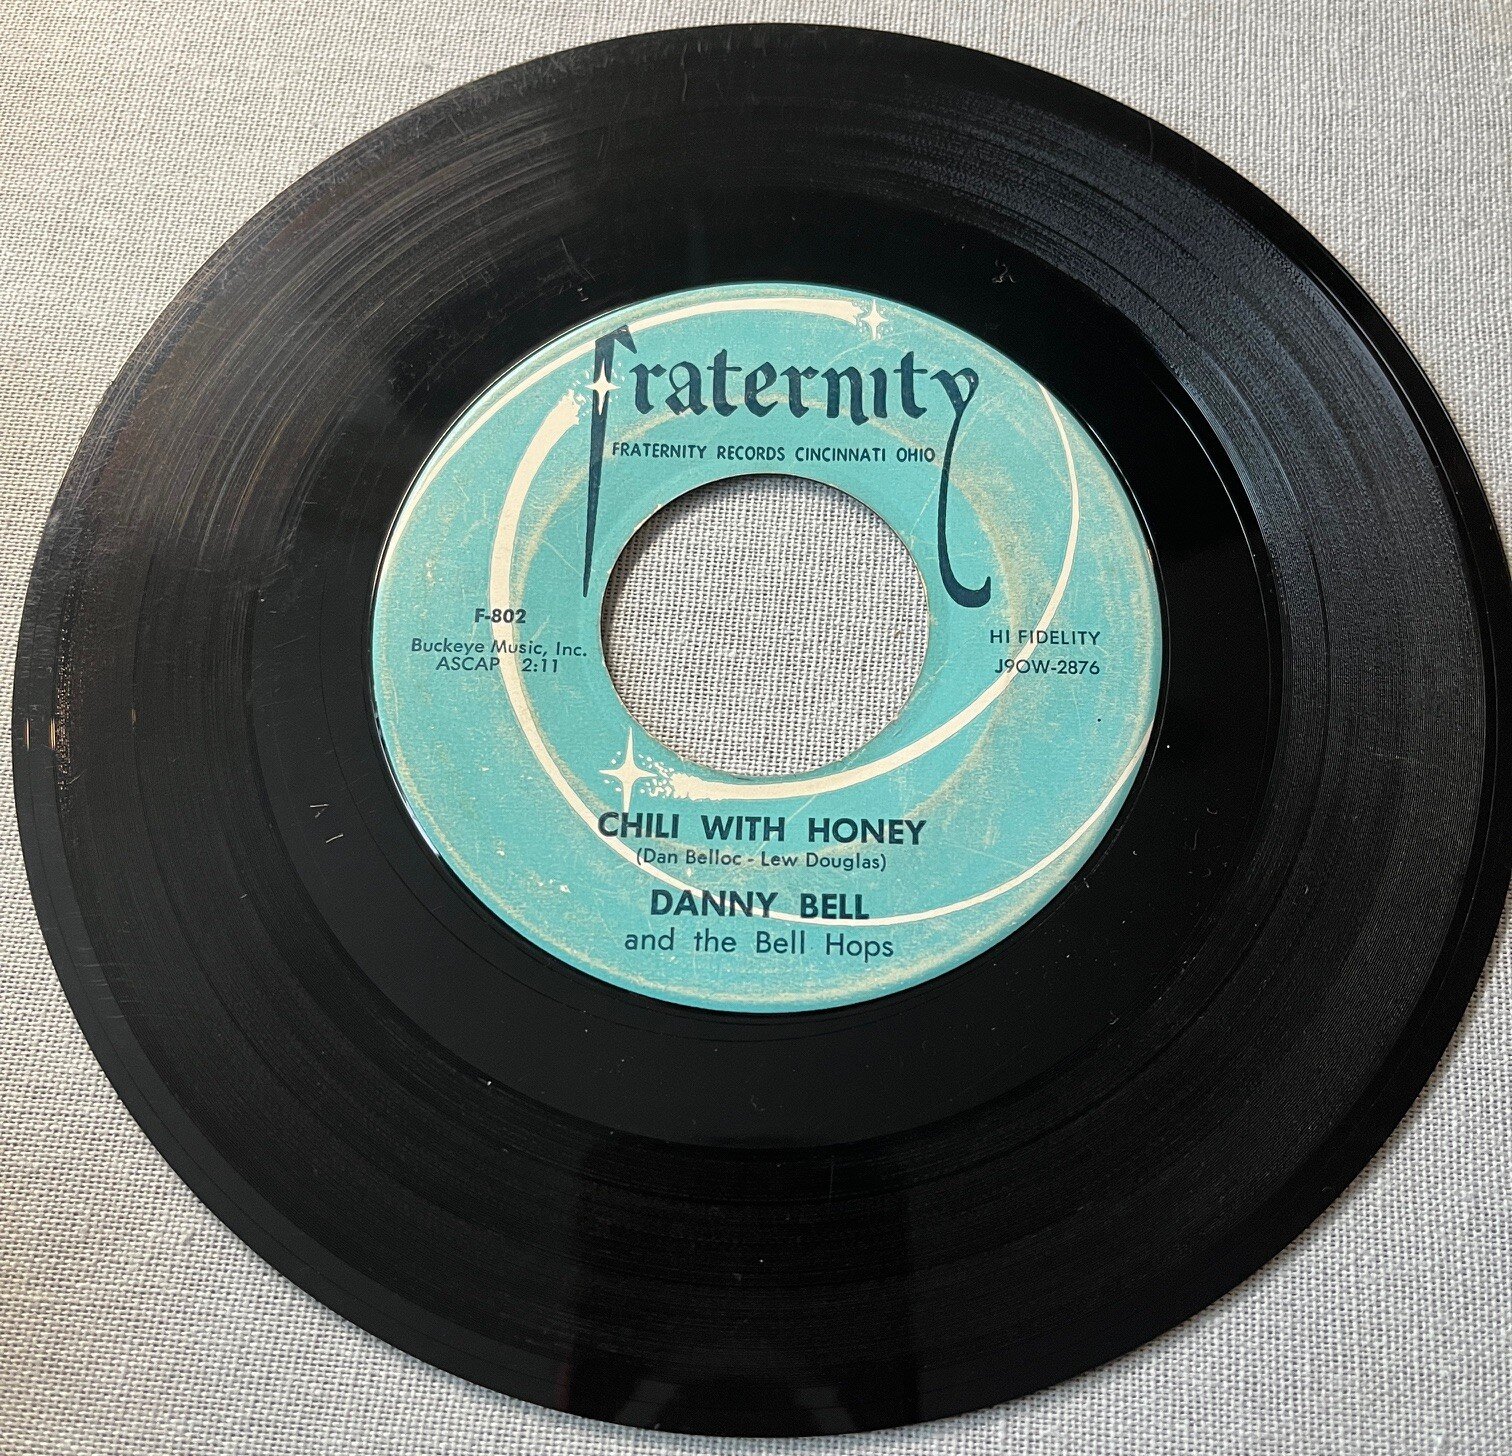 fraternity
FRATERNITY RECORDS CINCINNATI OHIO
F-802
Buckeye Music, Inc.
ASCAP 2:11
HI FIDELITY
J9OW-2876
CHILI WITH HONEY
(Dan Belloc - Lew Douglas)
DANNY BELL
and the Bell Hops